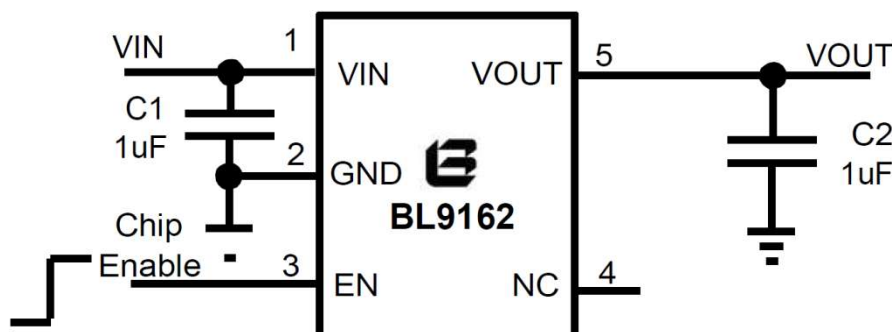 VIN
1
VIN
VOUT
5
VOUT
C1
1uF
2
GND
BL9162
C2
1uF
Chip
Enable
3
EN
NC
4